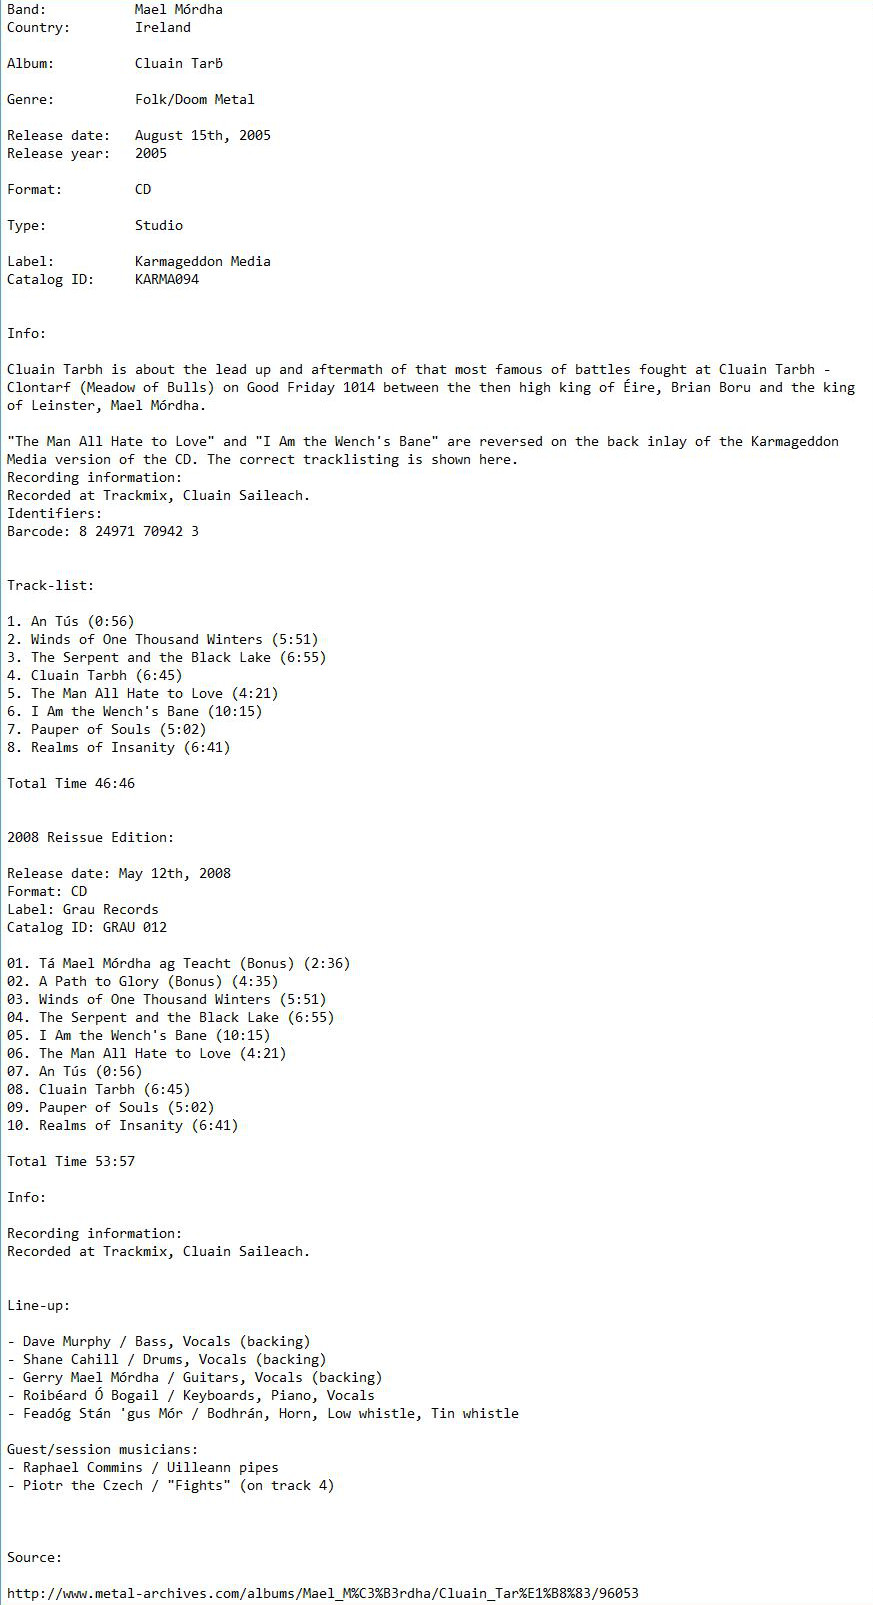 Band: Mael Mórdha
Country: Ireland
Album: Cluain Tarḃ
Genre: Folk/Doom Metal
Release date: August 15th, 2005
Release year: 2005
Format: CD
Type: Studio
Label: Karmageddon Media
Catalog ID: KARMA094
Info:
Cluain Tarbh is about the lead up and aftermath of that most famous of battles fought at Cluain Tarbh -
Clontarf (Meadow of Bulls) on Good Friday 1014 between the then high king of Éire, Brian Boru and the king
of Leinster, Mael Mórdha.
"The Man All Hate to Love" and "I Am the Wench's Bane" are reversed on the back inlay of the Karmageddon
Media version of the CD. The correct tracklisting is shown here.
Recording information:
Recorded at Trackmix, Cluain Saileach.
Identifiers:
Barcode: 8 24971 70942 3
Track-list:
1. An Tús (0:56)
2. Winds of One Thousand Winters (5:51)
3. The Serpent and the Black Lake (6:55)
4. Cluain Tarbh (6:45)
5. The Man All Hate to Love (4:21)
6. I Am the Wench's Bane (10:15)
7. Pauper of Souls (5:02)
8. Realms of Insanity (6:41)
Total Time 46:46
2008 Reissue Edition:
Release date: May 12th, 2008
Format: CD
Label: Grau Records
Catalog ID: GRAU 012
01. Tá Mael Mórdha ag Teacht (Bonus) (2:36)
02. A Path to Glory (Bonus) (4:35)
03. Winds of One Thousand Winters (5:51)
04. The Serpent and the Black Lake (6:55)
05. I Am the Wench's Bane (10:15)
06. The Man All Hate to Love (4:21)
07. An Tús (0:56)
08. Cluain Tarbh (6:45)
09. Pauper of Souls (5:02)
10. Realms of Insanity (6:41)
Total Time 53:57
Info:
Recording information:
Recorded at Trackmix, Cluain Saileach.
Line-up:
- Dave Murphy / Bass, Vocals (backing)
- Shane Cahill / Drums, Vocals (backing)
- Gerry Mael Mórdha / Guitars, Vocals (backing)
- Roibéard Ó Bogail / Keyboards, Piano, Vocals
- Feadóg Stán 'gus Mór / Bodhrán, Horn, Low whistle, Tin whistle
Guest/session musicians:
- Raphael Commins / Uilleann pipes
- Piotr the Czech / "Fights" (on track 4)
Source:
http://www.metal-archives.com/albums/Mael_M%C3%B3rdha/Cluain_Tar%E1%B8%83/96053